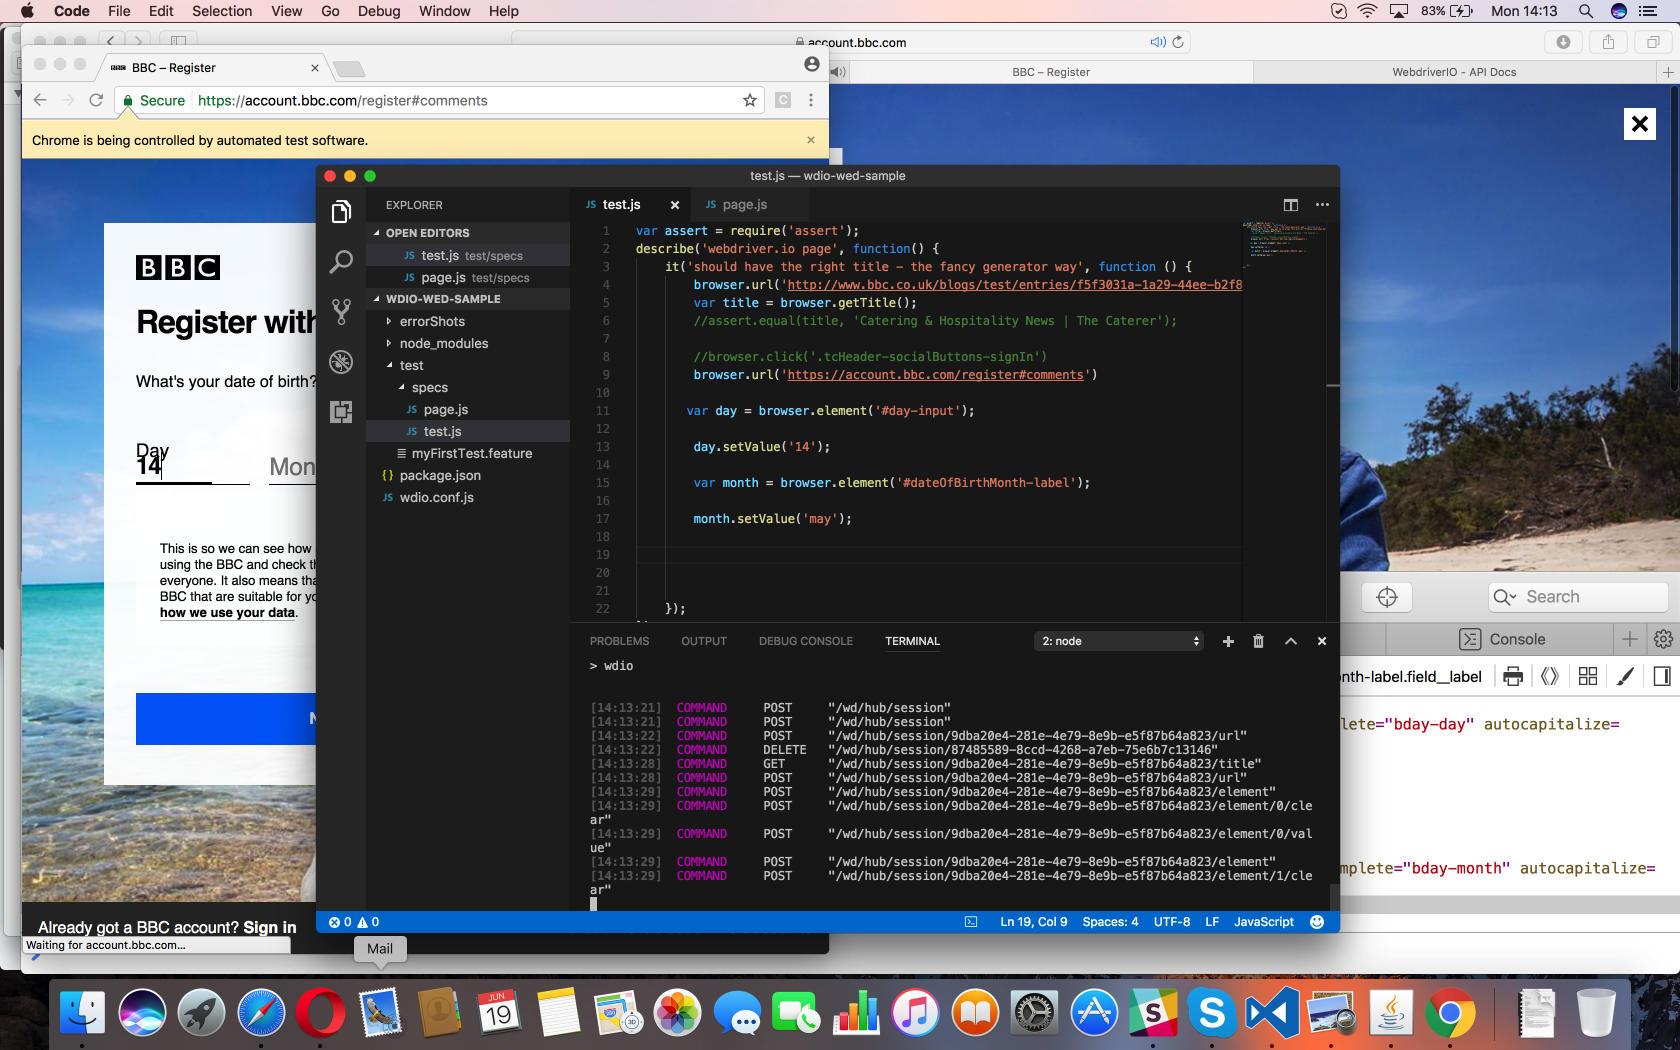 Code File Edit Selection View Go Debug Window Help
83% Mon 14:13
account.bbc.com
BBC – Register
WebdriverIO - API Docs
BBC – Register
Secure https://account.bbc.com/register#comments
Chrome is being controlled by automated test software.
BBC
Register with
What's your date of birth?
Day
14
Mon
This is so we can see how
using the BBC and check th
everyone. It also means tha
BBC that are suitable for yo
how we use your data.
N
Already got a BBC account? Sign in
Waiting for account.bbc.com...
test.js — wdio-wed-sample
EXPLORER
OPEN EDITORS
JS test.js test/specs
JS page.js test/specs
WDIO-WED-SAMPLE
errorShots
node_modules
test
specs
JS page.js
JS test.js
myFirstTest.feature
{} package.json
JS wdio.conf.js
JS test.js
JS page.js
1 var assert = require('assert');
2 describe('webdriver.io page', function() {
3 it('should have the right title - the fancy generator way', function () {
4 browser.url('http://www.bbc.co.uk/blogs/test/entries/f5f3031a-1a29-44ee-b2f8
5 var title = browser.getTitle();
6 //assert.equal(title, 'Catering & Hospitality News | The Caterer');
7
8 //browser.click('.tcHeader-socialButtons-signIn')
9 browser.url('https://account.bbc.com/register#comments')
10
11 var day = browser.element('#day-input');
12
13 day.setValue('14');
14
15 var month = browser.element('#dateOfBirthMonth-label');
16
17 month.setValue('may');
18
19
20
21
22 });
PROBLEMS OUTPUT DEBUG CONSOLE TERMINAL 2: node
> wdio
[14:13:21] COMMAND POST "/wd/hub/session"
[14:13:21] COMMAND POST "/wd/hub/session"
[14:13:22] COMMAND POST "/wd/hub/session/9dba20e4-281e-4e79-8e9b-e5f87b64a823/url"
[14:13:22] COMMAND DELETE "/wd/hub/session/87485589-8ccd-4268-a7eb-75e6b7c13146"
[14:13:28] COMMAND GET "/wd/hub/session/9dba20e4-281e-4e79-8e9b-e5f87b64a823/title"
[14:13:28] COMMAND POST "/wd/hub/session/9dba20e4-281e-4e79-8e9b-e5f87b64a823/url"
[14:13:29] COMMAND POST "/wd/hub/session/9dba20e4-281e-4e79-8e9b-e5f87b64a823/element"
[14:13:29] COMMAND POST "/wd/hub/session/9dba20e4-281e-4e79-8e9b-e5f87b64a823/element/0/cle
ar"
[14:13:29] COMMAND POST "/wd/hub/session/9dba20e4-281e-4e79-8e9b-e5f87b64a823/element/0/val
ue"
[14:13:29] COMMAND POST "/wd/hub/session/9dba20e4-281e-4e79-8e9b-e5f87b64a823/element"
[14:13:29] COMMAND POST "/wd/hub/session/9dba20e4-281e-4e79-8e9b-e5f87b64a823/element/1/cle
ar"
0 0 Ln 19, Col 9 Spaces: 4 UTF-8 LF JavaScript
Search
Console
nth-label.field__label
lete="bday-day" autocapitalize=
mplete="bday-month" autocapitalize=
Mail
JUN
19
3D